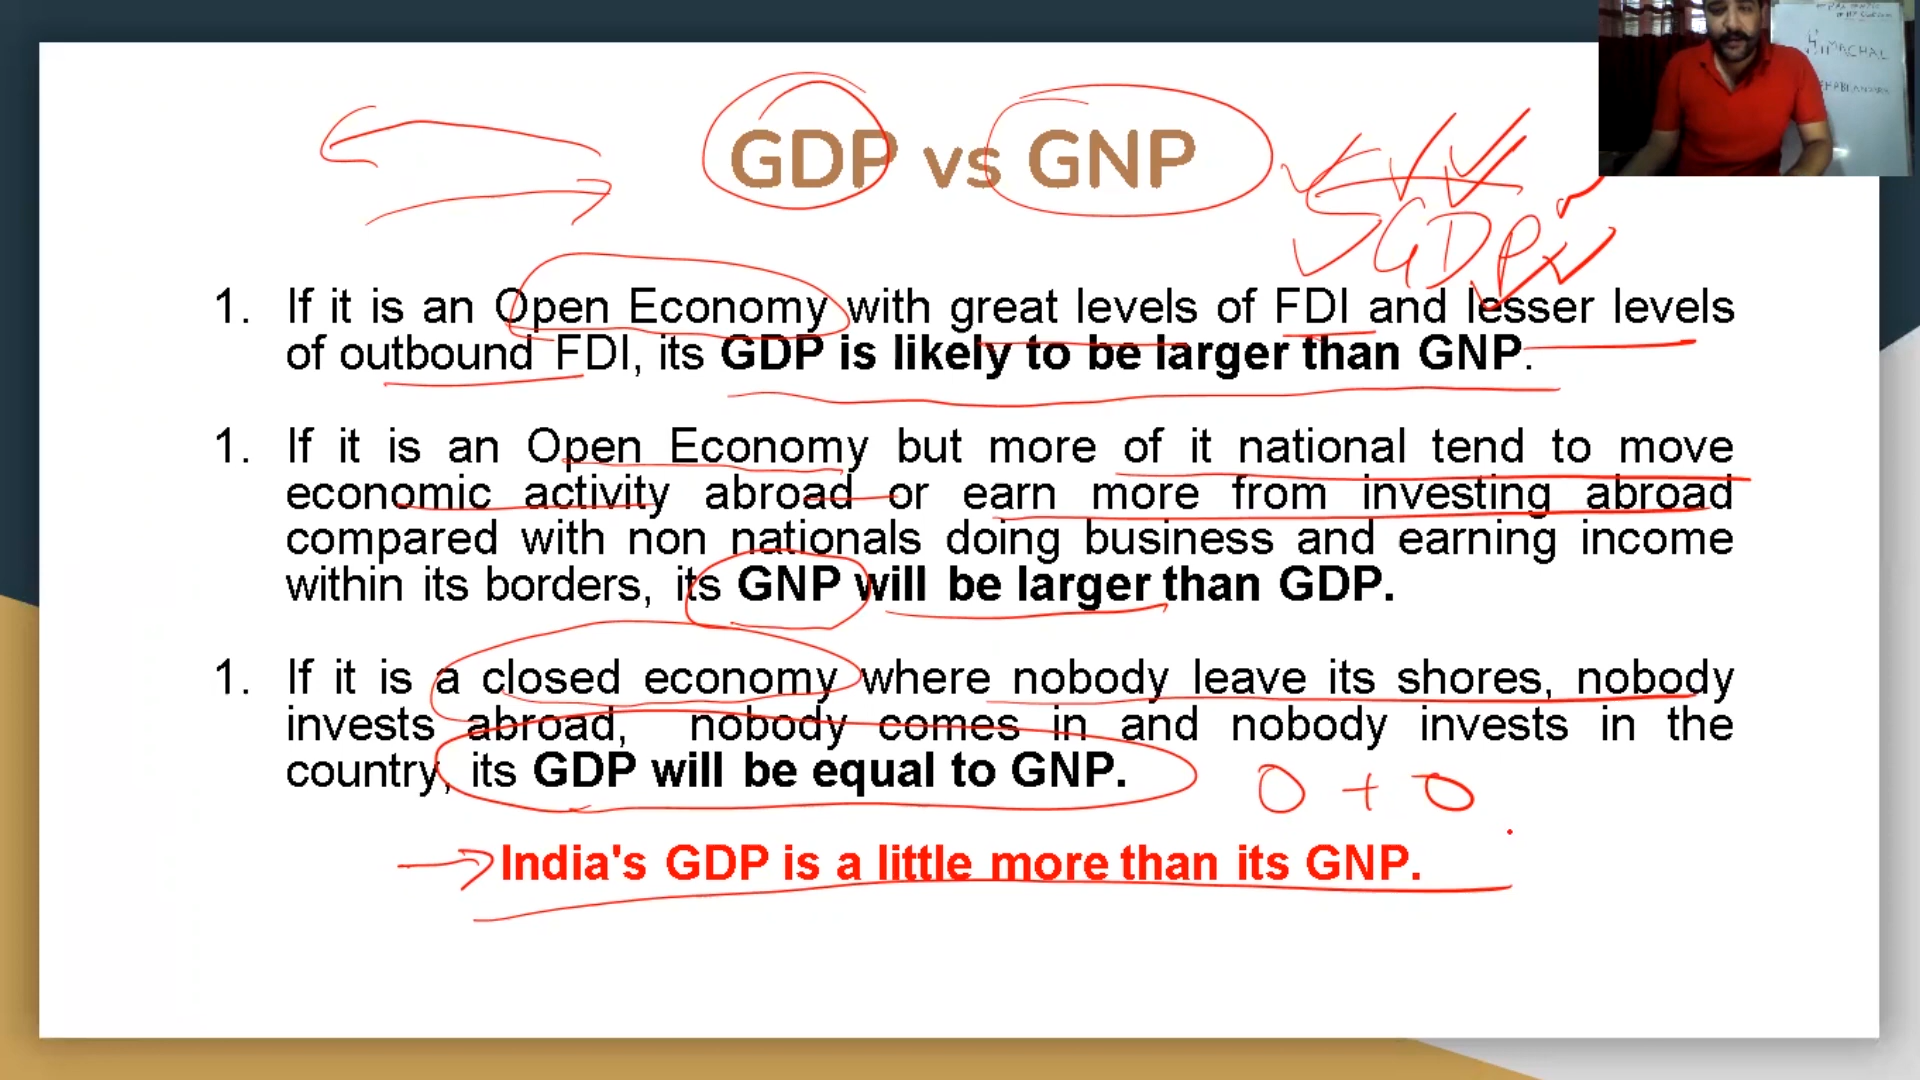 GDP vs GNP
SGDP
1. If it is an Open Economy with great levels of FDI and lesser levels
of outbound FDI, its GDP is likely to be larger than GNP.
1. If it is an Open Economy but more of it national tend to move
economic activity abroad or earn more from investing abroad
compared with non nationals doing business and earning income
within its borders, its GNP will be larger than GDP.
1. If it is a closed economy where nobody leave its shores, nobody
invests abroad, nobody comes in and nobody invests in the
country, its GDP will be equal to GNP.
0 + 0
India's GDP is a little more than its GNP.
HIMACHAL